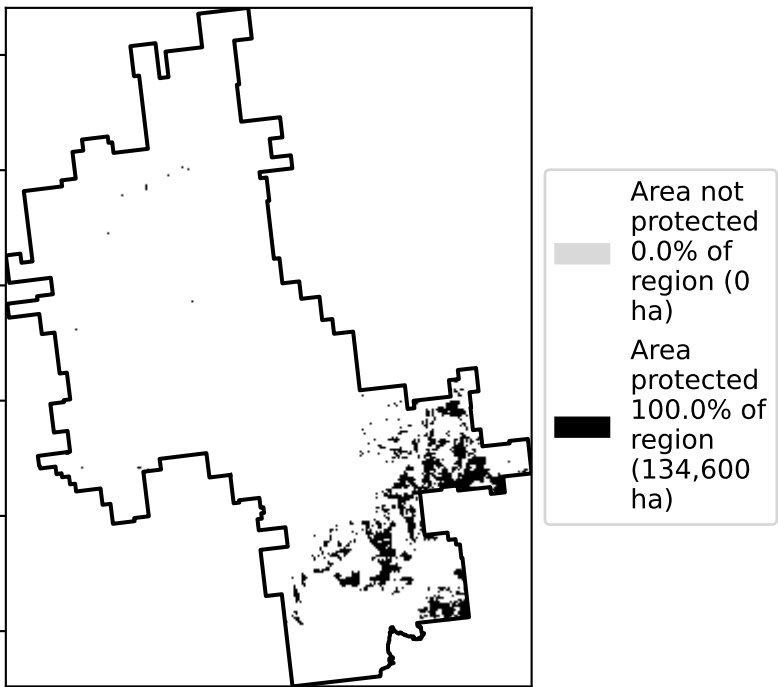 Area not
protected
0.0% of
region (0
ha)
Area
protected
100.0% of
region
(134,600
ha)